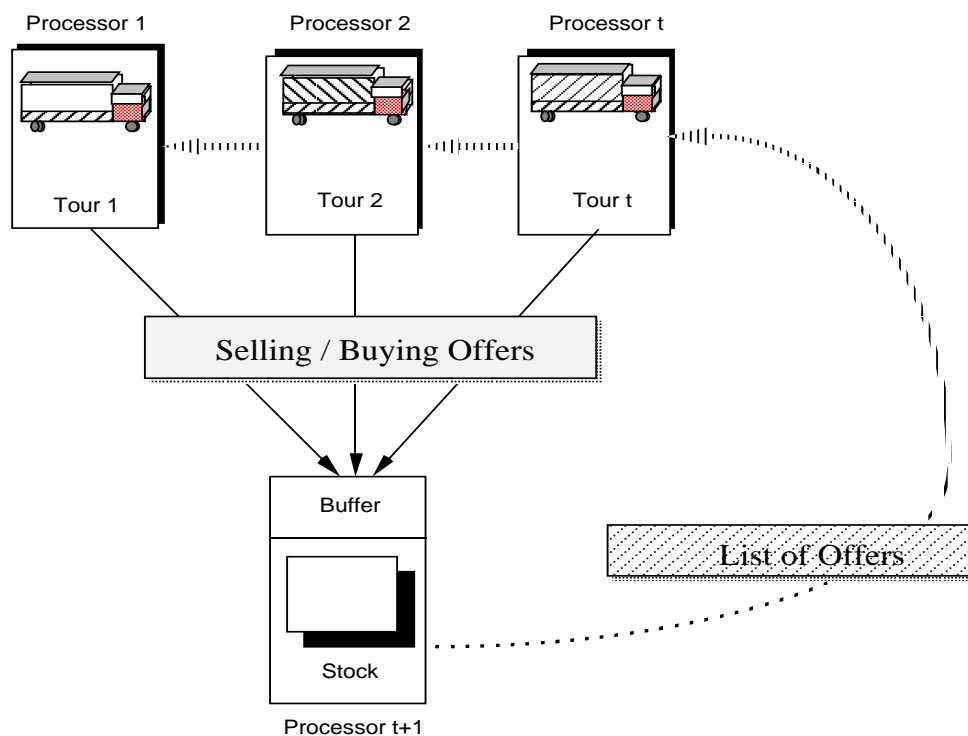 Processor 1
Processor 2
Processor t
Tour 1
Tour 2
Tour t
Selling / Buying Offers
Buffer
List of Offers
Stock
Processor t+1